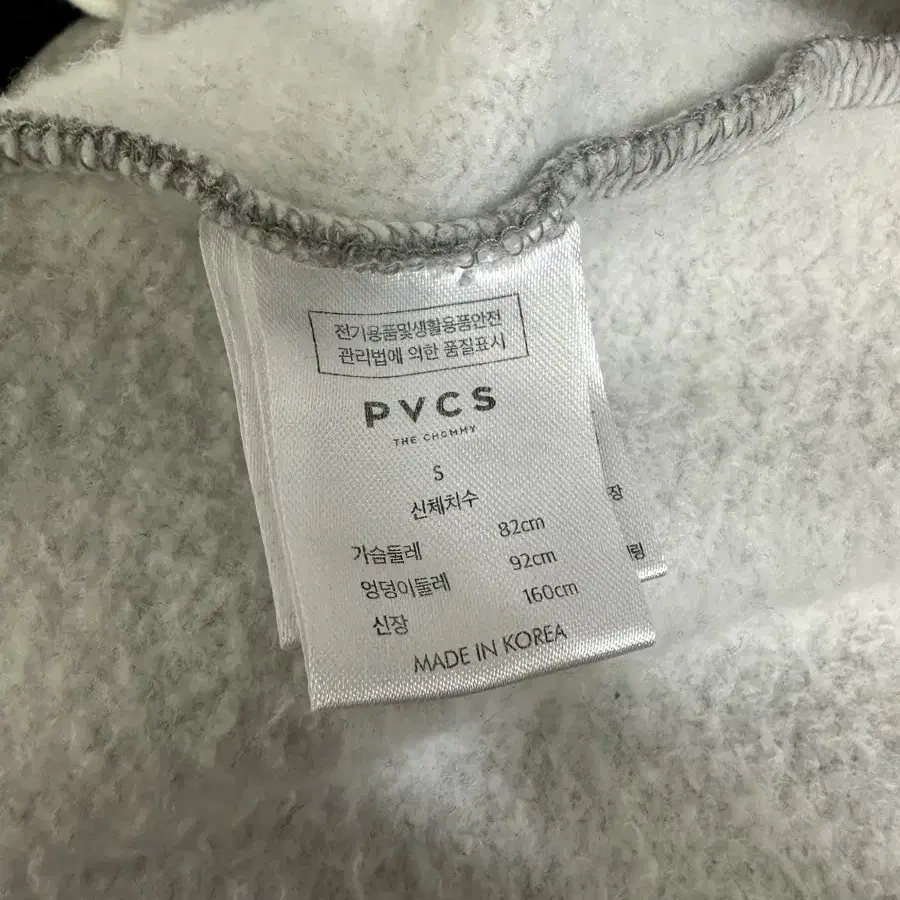 전기용품및생활용품안전
관리법에 의한 품질표시
PVCS
THE CHOMMY
S
신체치수
가슴둘레 82cm
엉덩이둘레 92cm
신장 160cm
MADE IN KOREA
장
링